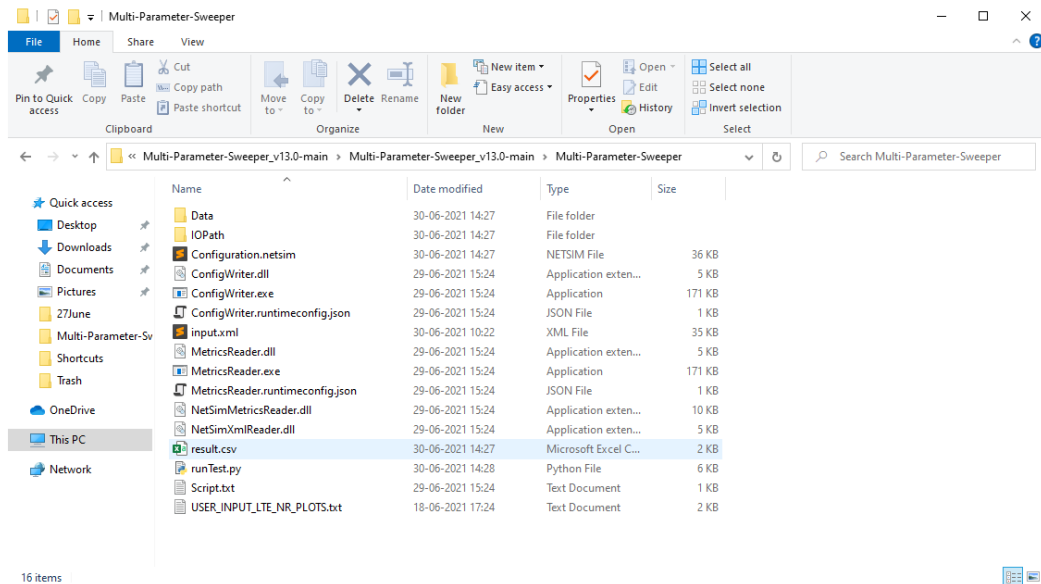 Multi-Parameter-Sweeper
File Home Share View
Pin to Quick access
Copy
Paste
Cut
Copy path
Paste shortcut
Move to
Copy to
Delete
Rename
New folder
New item
Easy access
Properties
Open
Edit
History
Select all
Select none
Invert selection
Clipboard Organize New Open Select
« Multi-Parameter-Sweeper_v13.0-main > Multi-Parameter-Sweeper_v13.0-main > Multi-Parameter-Sweeper
Search Multi-Parameter-Sweeper
Quick access
Desktop
Downloads
Documents
Pictures
27June
Multi-Parameter-Sv
Shortcuts
Trash
OneDrive
This PC
Network
Name Date modified Type Size
Data 30-06-2021 14:27 File folder
IOPath 30-06-2021 14:27 File folder
Configuration.netsim 30-06-2021 14:27 NETSIM File 36 KB
ConfigWriter.dll 29-06-2021 15:24 Application exten... 5 KB
ConfigWriter.exe 29-06-2021 15:24 Application 171 KB
ConfigWriter.runtimeconfig.json 29-06-2021 15:24 JSON File 1 KB
input.xml 30-06-2021 10:22 XML File 35 KB
MetricsReader.dll 29-06-2021 15:24 Application exten... 5 KB
MetricsReader.exe 29-06-2021 15:24 Application 171 KB
MetricsReader.runtimeconfig.json 29-06-2021 15:24 JSON File 1 KB
NetSimMetricsReader.dll 29-06-2021 15:24 Application exten... 10 KB
NetSimXmlReader.dll 29-06-2021 15:24 Application exten... 5 KB
result.csv 30-06-2021 14:27 Microsoft Excel C... 2 KB
runTest.py 30-06-2021 14:28 Python File 6 KB
Script.txt 29-06-2021 15:24 Text Document 1 KB
USER_INPUT_LTE_NR_PLOTS.txt 18-06-2021 17:24 Text Document 2 KB
16 items